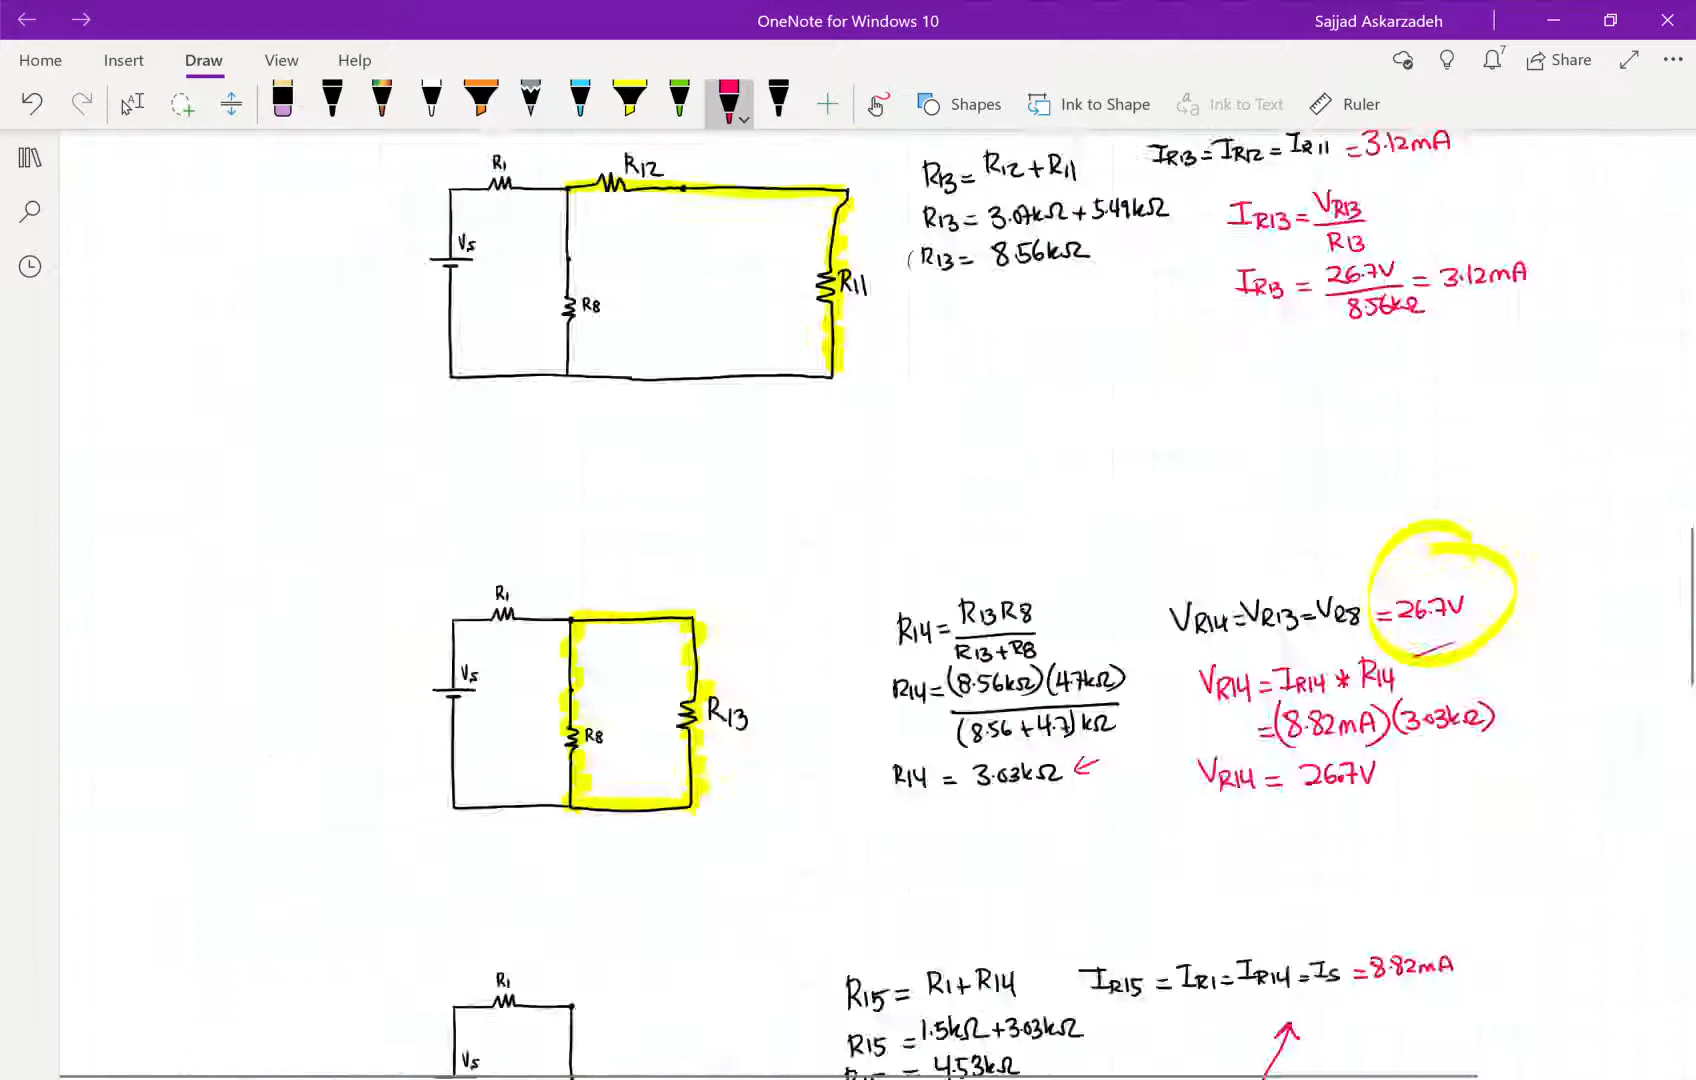 OneNote for Windows 10
Sajjad Askarzadeh
Home Insert Draw View Help
7
Share
Shapes
Ink to Shape
Ink to Text
Ruler
R1
R12
Vs
R8
R11
R13 = R12 + R11
R13 = 3.07kΩ + 5.49kΩ
R13 = 8.56kΩ
IR13 = IR12 = IR11 = 3.12mA
IR13 = VR13 / R13
IR13 = 26.7V / 8.56kΩ = 3.12mA
R1
Vs
R8
R13
R14 = R13 R8 / R13 + R8
R14 = (8.56kΩ)(4.7kΩ) / (8.56 + 4.7)kΩ
R14 = 3.03kΩ ←
VR14 = VR13 = VR8 = 26.7V
VR14 = IR14 * R14
= (8.82mA)(3.03kΩ)
VR14 = 26.7V
R1
Vs
R15 = R1 + R14
R15 = 1.5kΩ + 3.03kΩ
= 4.53kΩ
IR15 = IR1 = IR14 = Is = 8.82mA